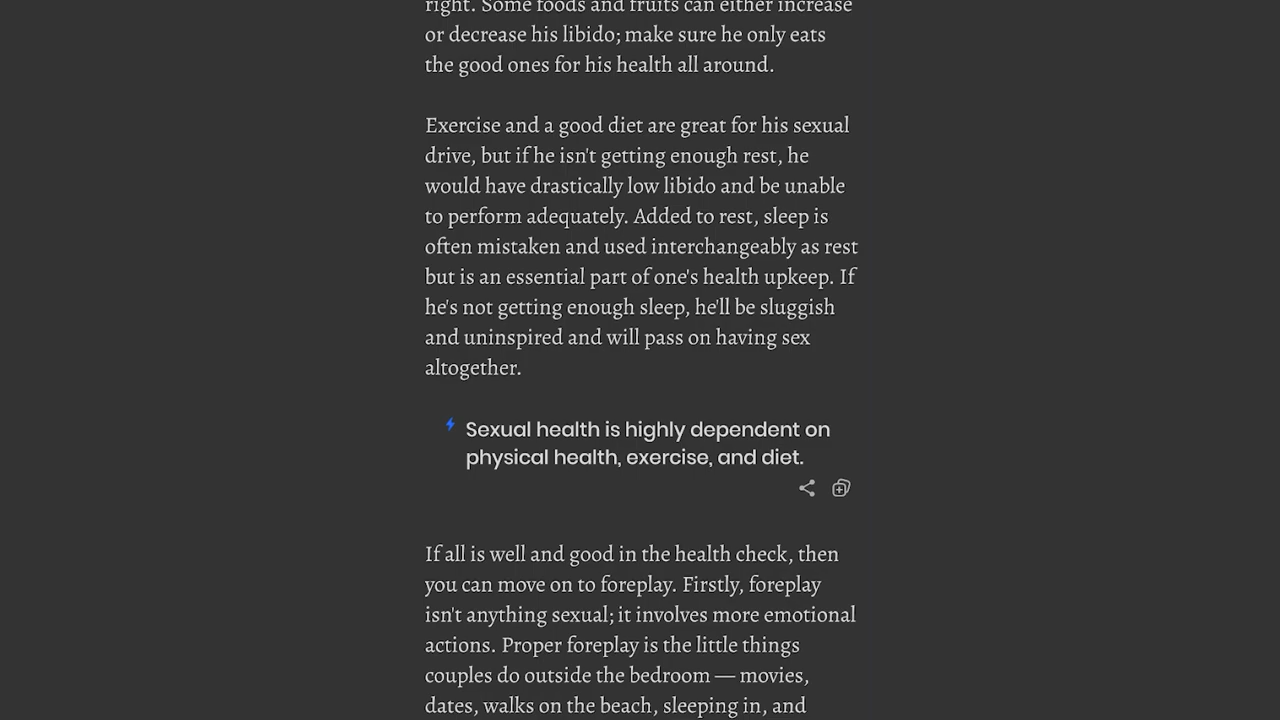 right. Some foods and fruits can either increase
or decrease his libido; make sure he only eats
the good ones for his health all around.
Exercise and a good diet are great for his sexual
drive, but if he isn't getting enough rest, he
would have drastically low libido and be unable
to perform adequately. Added to rest, sleep is
often mistaken and used interchangeably as rest
but is an essential part of one's health upkeep. If
he's not getting enough sleep, he'll be sluggish
and uninspired and will pass on having sex
altogether.
Sexual health is highly dependent on
physical health, exercise, and diet.
If all is well and good in the health check, then
you can move on to foreplay. Firstly, foreplay
isn't anything sexual; it involves more emotional
actions. Proper foreplay is the little things
couples do outside the bedroom — movies,
dates, walks on the beach, sleeping in, and